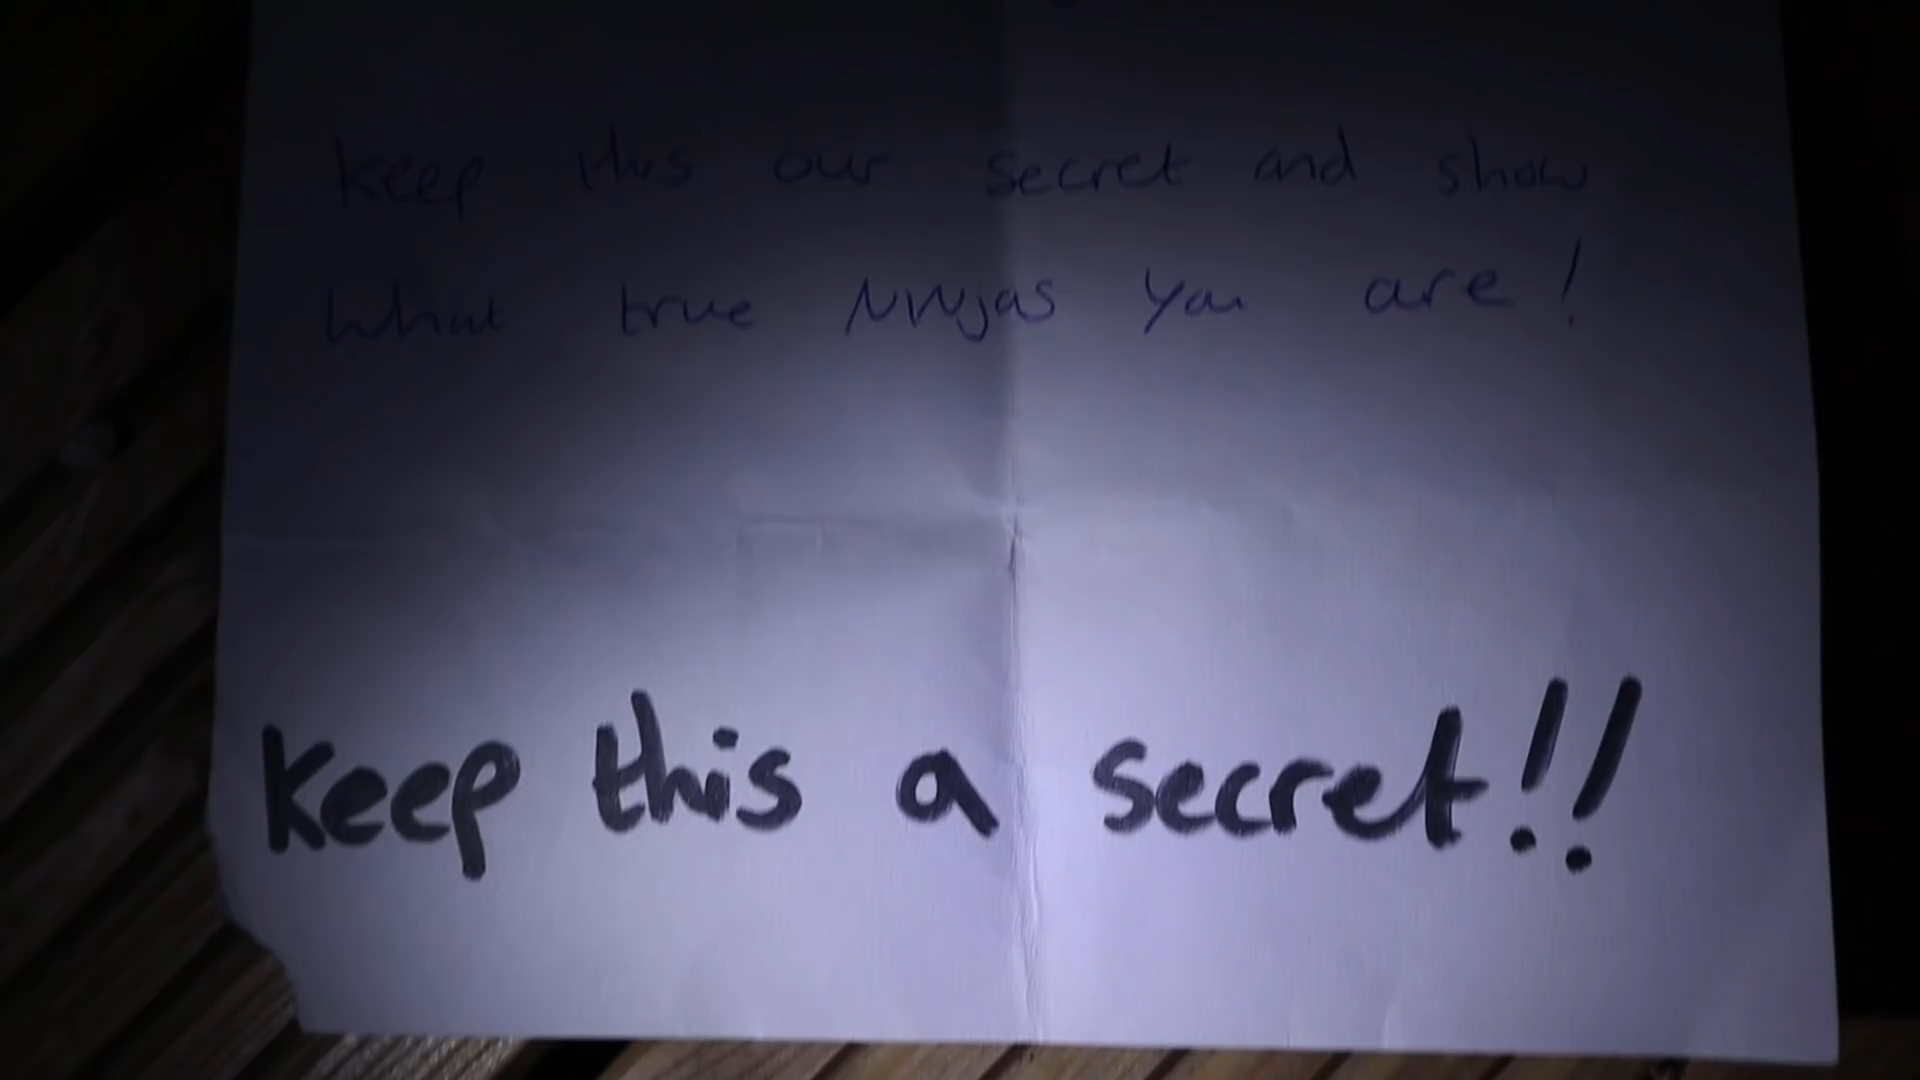 keep this our secret and show
what true NiNjas you are!
keep this a secret!!